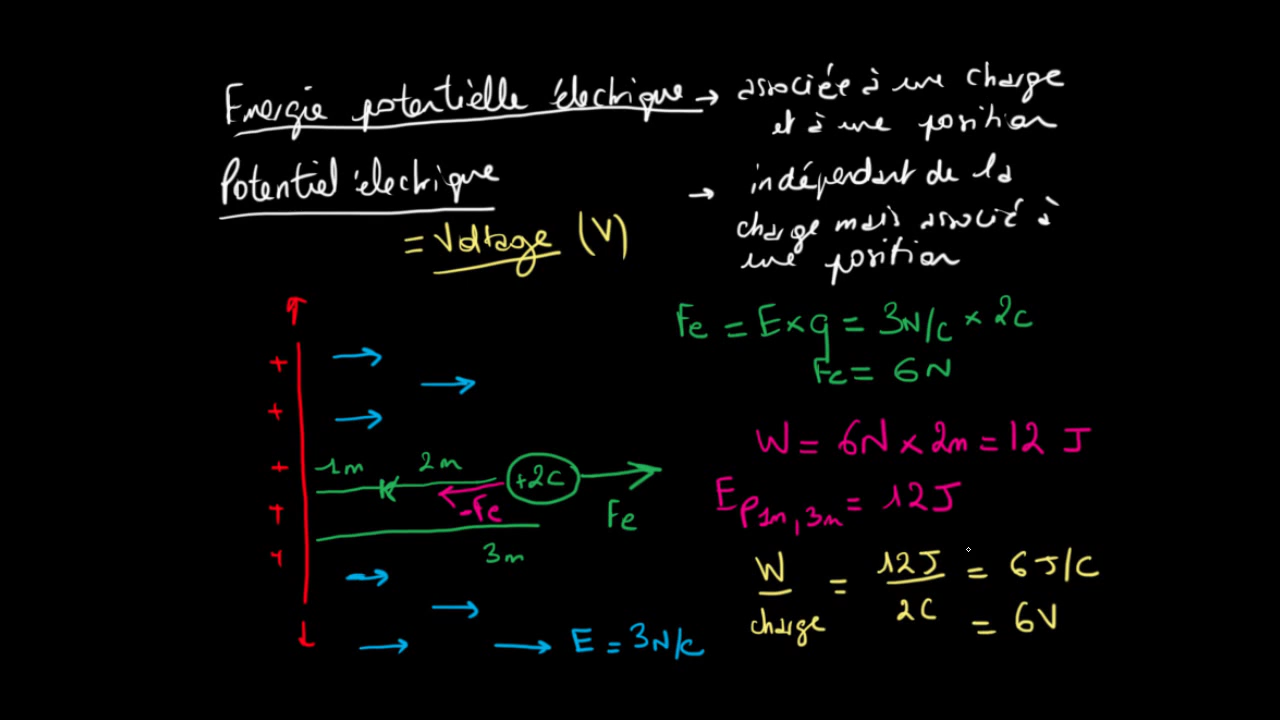 Energie potentielle électrique → associée à une charge
et à une position
Potentiel électrique → indépendant de la
charge mais associé à
une position
= Voltage (V)
Fe = E x q = 3N/C x 2C
Fe = 6N
+
+
+
+
+
1m
2m
+2C
-Fe
Fe
3m
E = 3N/C
W = 6N x 2m = 12 J
Ep1m,3m = 12J
W/charge = 12J/2C = 6J/C
= 6V